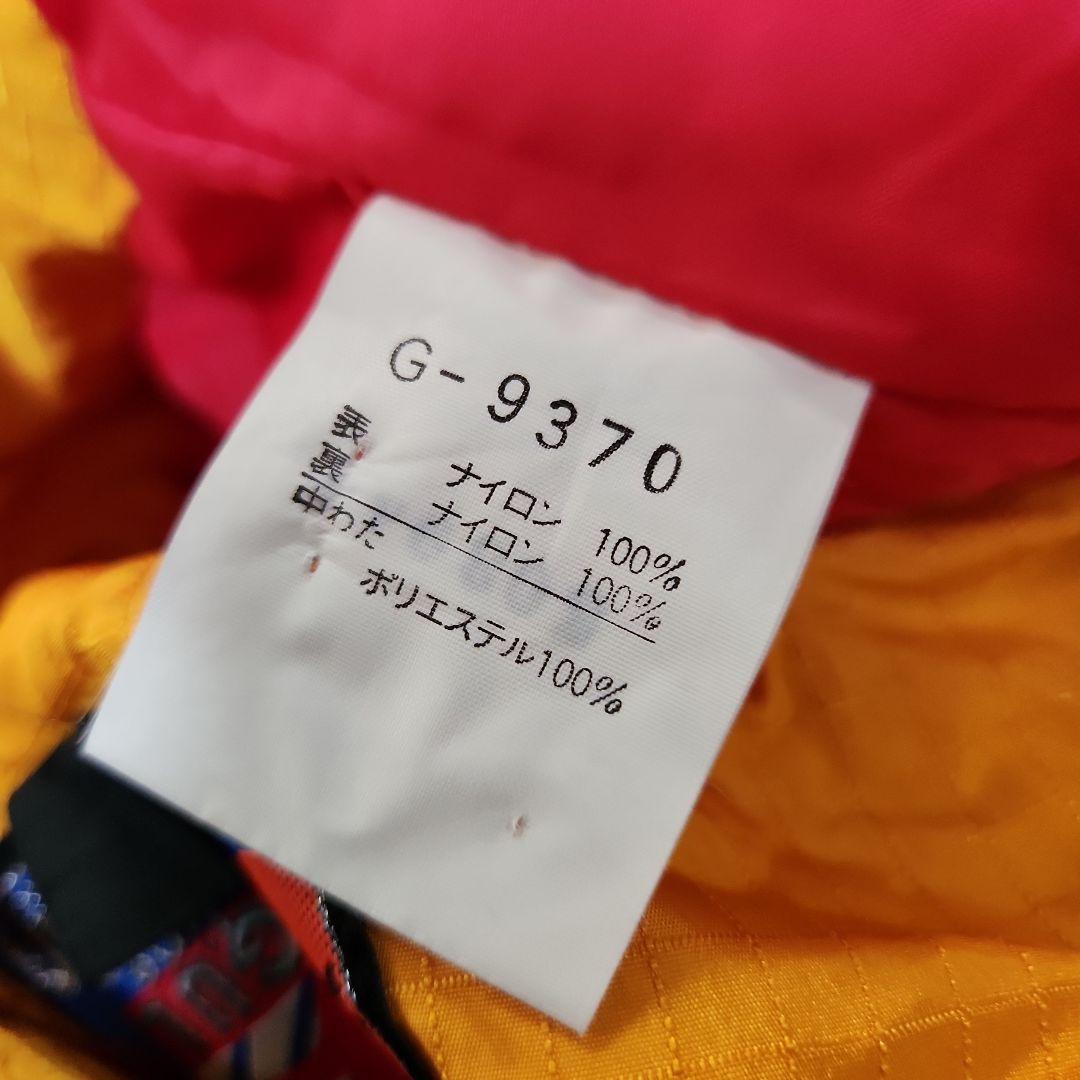 G-9370
表 ナイロン 100%
裏 ナイロン 100%
中わた ポリエステル100%